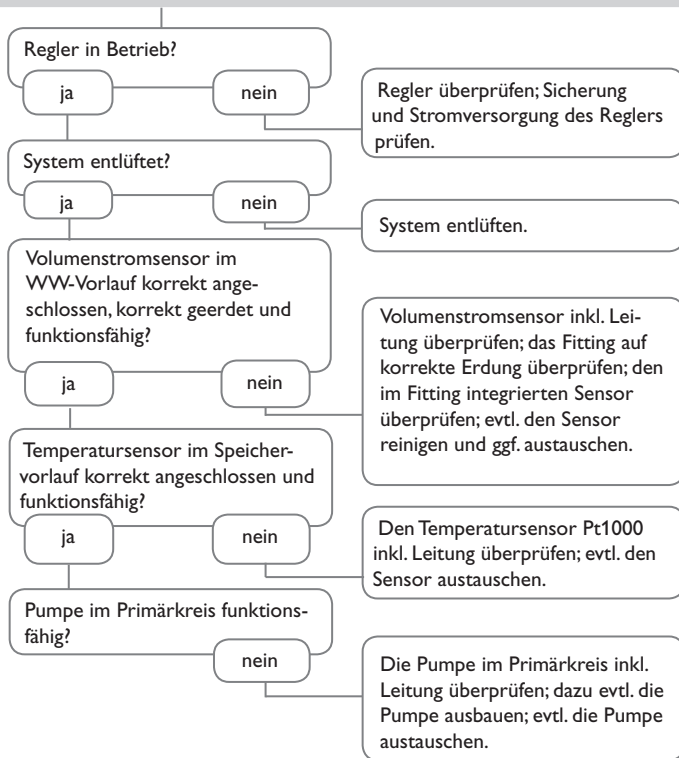 Regler in Betrieb?
ja
nein
Regler überprüfen; Sicherung
und Stromversorgung des Reglers
prüfen.
System entlüftet?
ja
nein
System entlüften.
Volumenstromsensor im
WW-Vorlauf korrekt ange-
schlossen, korrekt geerdet und
funktionsfähig?
ja
nein
Volumenstromsensor inkl. Lei-
tung überprüfen; das Fitting auf
korrekte Erdung überprüfen; den
im Fitting integrierten Sensor
überprüfen; evtl. den Sensor
reinigen und ggf. austauschen.
Temperatursensor im Speicher-
vorlauf korrekt angeschlossen und
funktionsfähig?
ja
nein
Den Temperatursensor Pt1000
inkl. Leitung überprüfen; evtl. den
Sensor austauschen.
Pumpe im Primärkreis funktions-
fähig?
nein
Die Pumpe im Primärkreis inkl.
Leitung überprüfen; dazu evtl. die
Pumpe ausbauen; evtl. die Pumpe
austauschen.